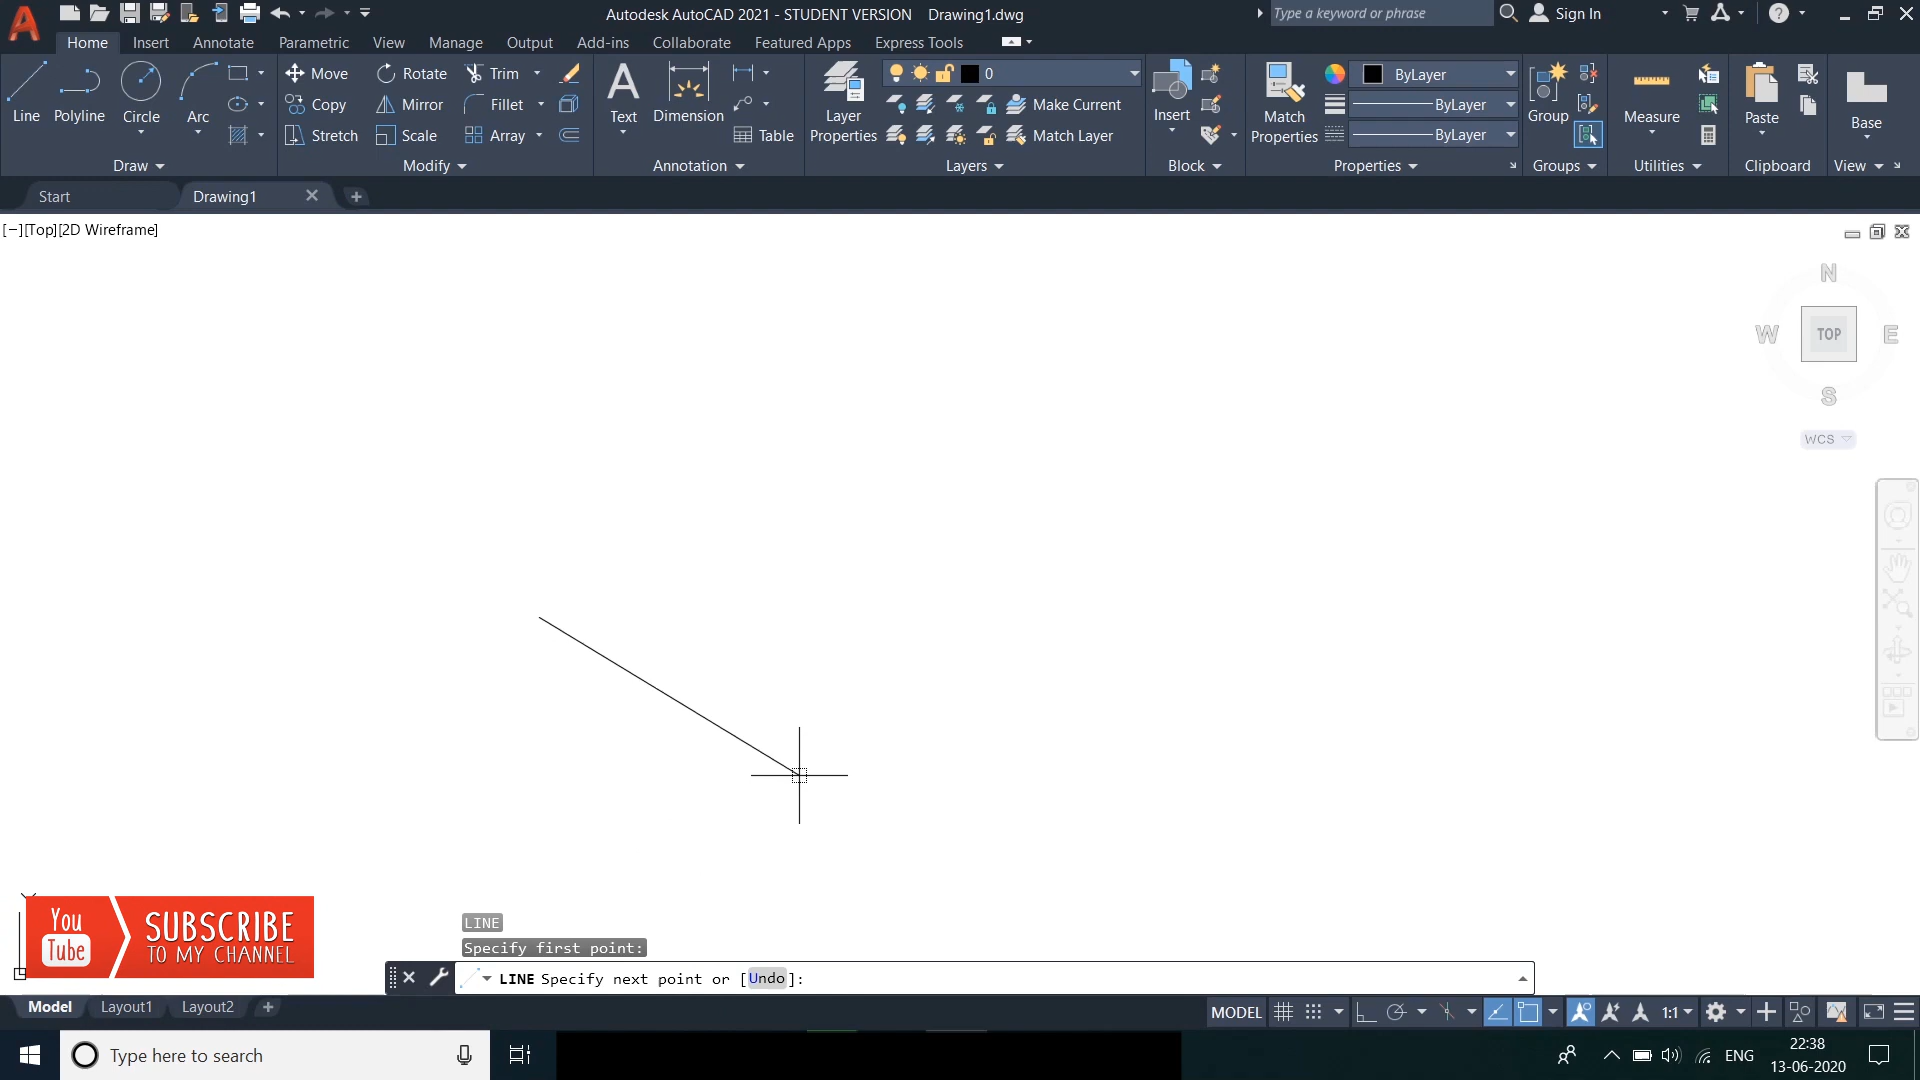 Autodesk AutoCAD 2021 - STUDENT VERSION Drawing1.dwg
Type a keyword or phrase
Sign In
Home Insert Annotate Parametric View Manage Output Add-ins Collaborate Featured Apps Express Tools
Line Polyline Circle Arc
Move Rotate Trim
Copy Mirror Fillet
Stretch Scale Array
Text Dimension Table
Layer Properties
0
Make Current
Match Layer
Insert
Match Properties
ByLayer
ByLayer
ByLayer
Group
Measure
Paste
Base
Draw Modify Annotation Layers Block Properties Groups Utilities Clipboard View
Start Drawing1
[−][Top][2D Wireframe]
N
W TOP E
S
WCS
You Tube
SUBSCRIBE
TO MY CHANNEL
LINE
Specify first point:
LINE Specify next point or [Undo]:
Model Layout1 Layout2
MODEL 1:1
Type here to search
ENG
22:38
13-06-2020